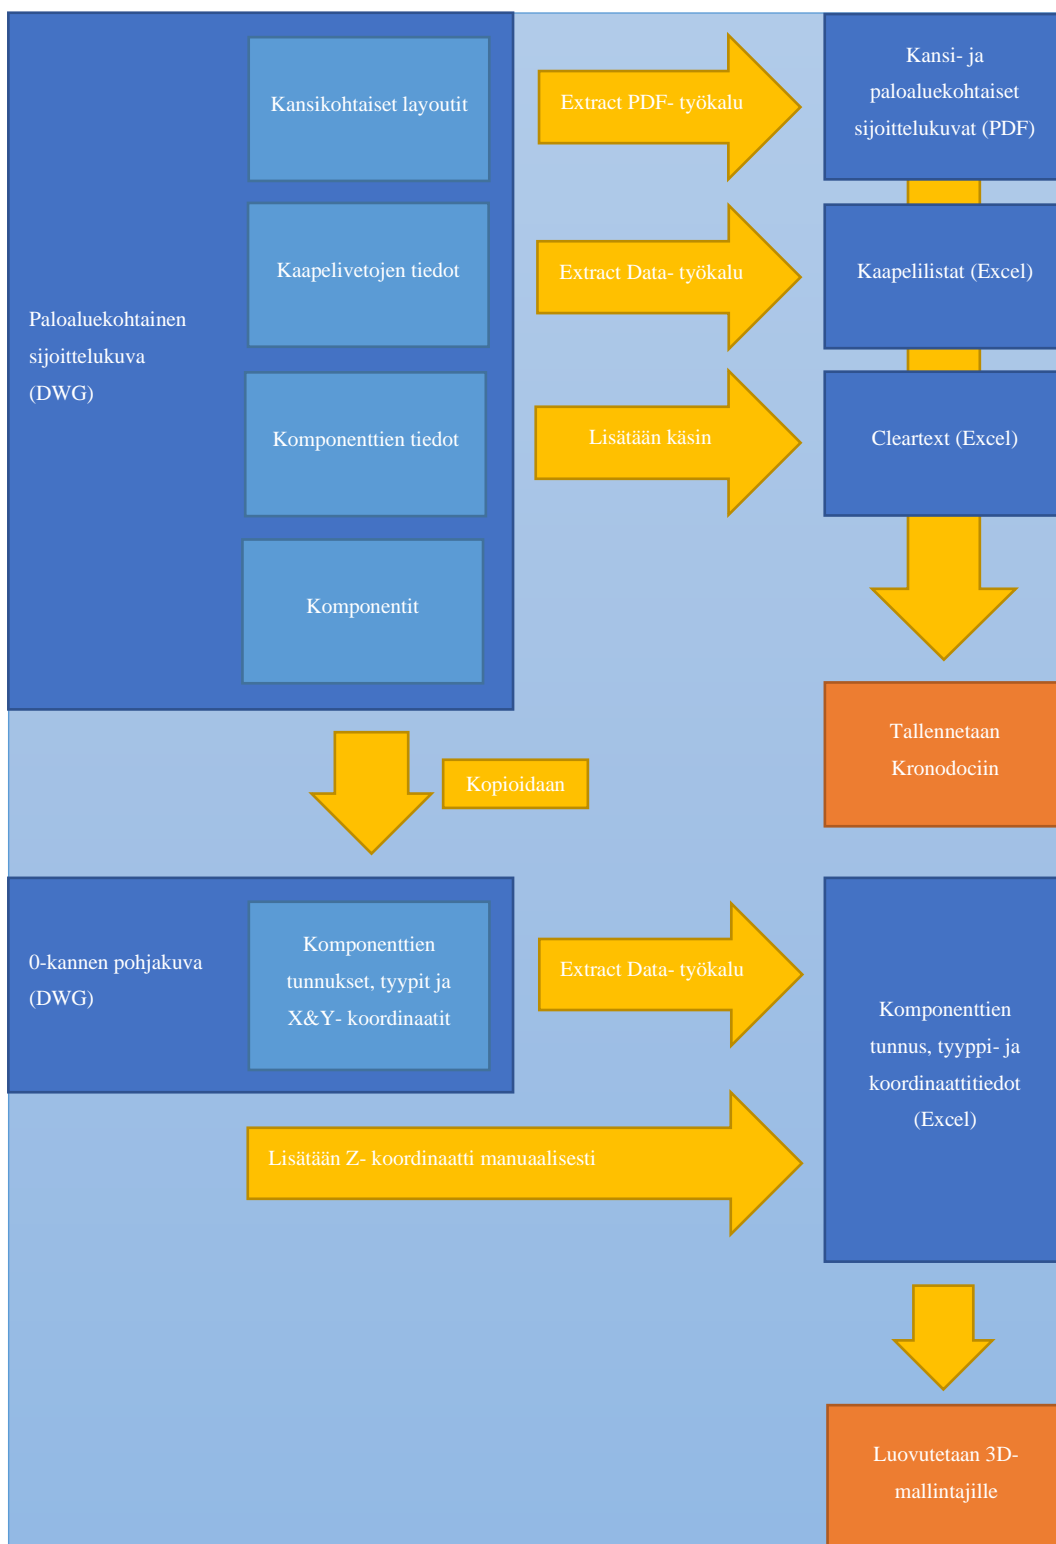 Paloaluekohtainen
sijoittelukuva
(DWG)
Kansikohtaiset layoutit
Extract PDF- työkalu
Kansi- ja
paloaluekohtaiset
sijoittelukuvat (PDF)
Kaapelivetojen tiedot
Extract Data- työkalu
Kaapelilistat (Excel)
Komponenttien tiedot
Lisätään käsin
Cleartext (Excel)
Komponentit
Tallennetaan
Kronodociin
Kopioidaan
0-kannen pohjakuva
(DWG)
Komponenttien
tunnukset, tyypit ja
X&Y- koordinaatit
Extract Data- työkalu
Komponenttien
tunnus, tyyppi- ja
koordinaattitiedot
(Excel)
Lisätään Z- koordinaatti manuaalisesti
Luovutetaan 3D-
mallintajille